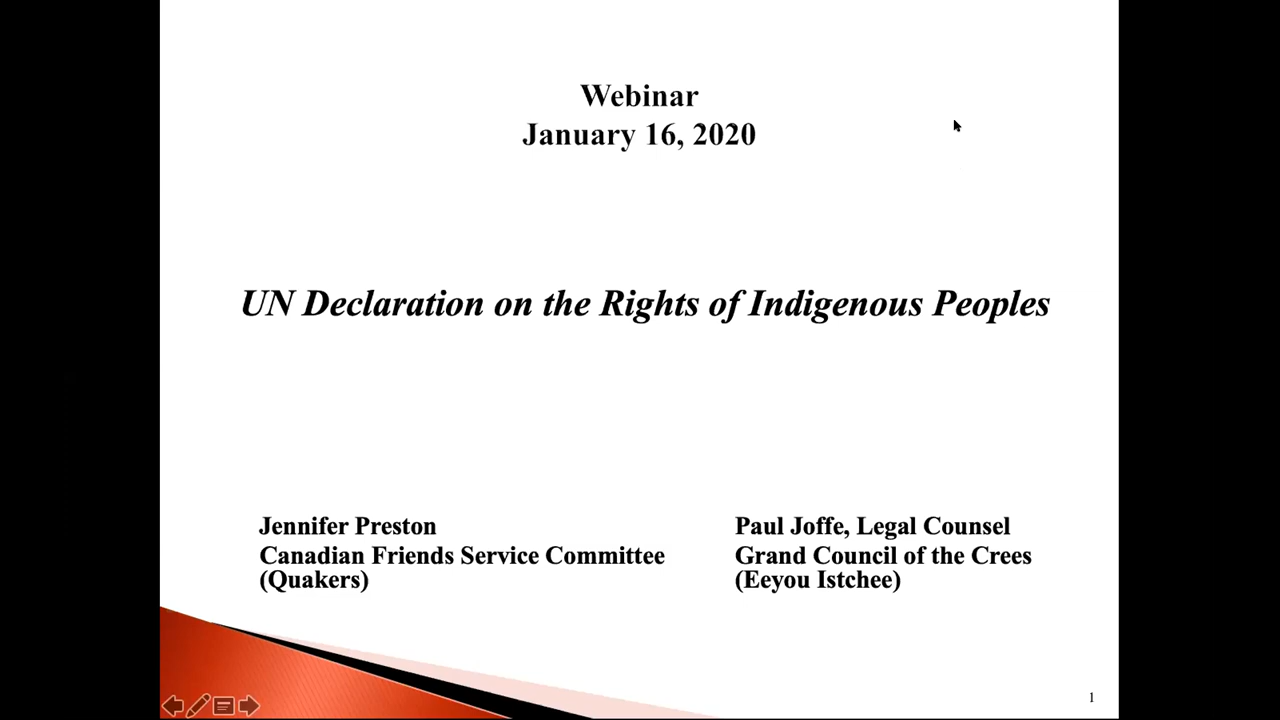 Webinar
January 16, 2020
UN Declaration on the Rights of Indigenous Peoples
Jennifer Preston
Canadian Friends Service Committee
(Quakers)
Paul Joffe, Legal Counsel
Grand Council of the Crees
(Eeyou Istchee)
1